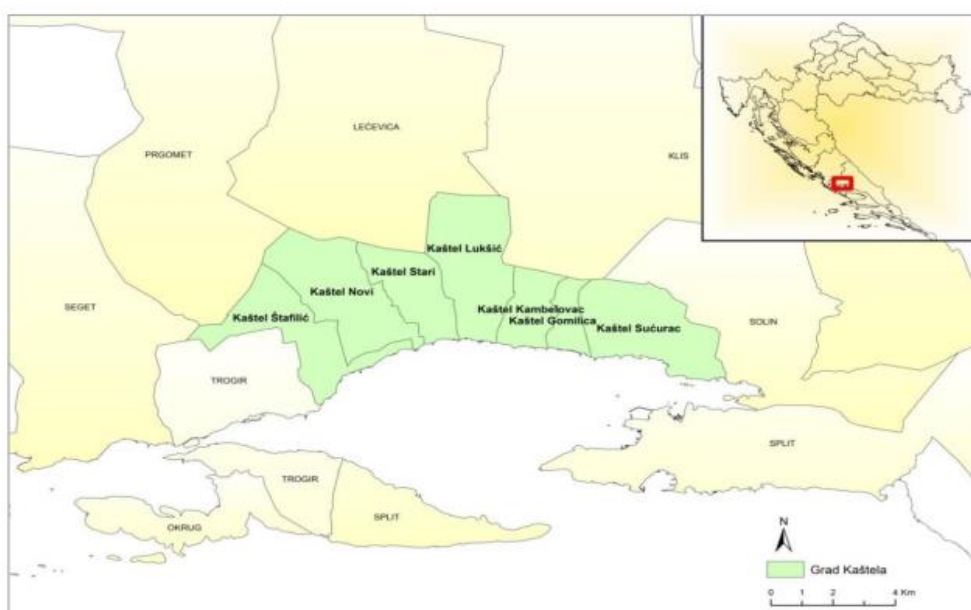 LEĆEVICA
PRGOMET
KLIS
Kaštel Lukšić
Kaštel Stari
Kaštel Novi
SEGET
Kaštel Štafilić
Kaštel Kambelovac
Kaštel Gomilica
Kaštel Sućurac
SOLIN
TROGIR
SPLIT
TROGIR
SPLIT
OKRUG
N
Grad Kaštela
0 1 2 4 Km